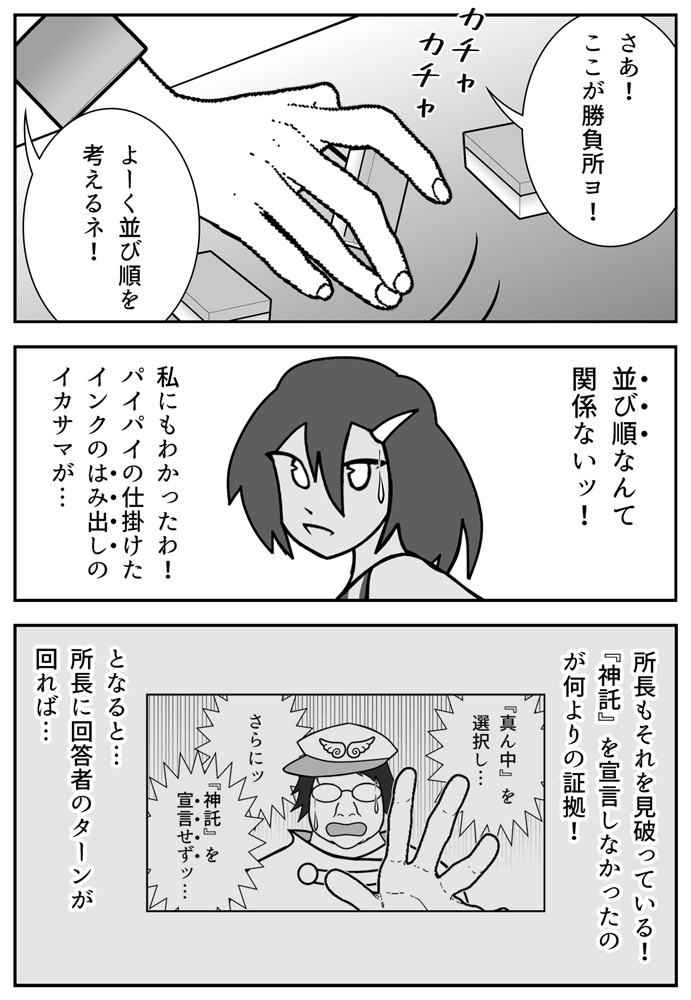 さあ！
ここが勝負所ョ！
カチャ
カチャ
よーく並び順を
考えるネ！
並び順なんて
関係ないッ！
私にもわかったわ！
パイパイの仕掛けた
インクのはみ出しの
イカサマが…
所長もそれを見破っている！
『神託』を宣言しなかったの
が何よりの証拠！
『真ん中』を
選択し…
さらにッ
『神託』を
宣言せずッ…
となると…
所長に回答者のターンが
回れば…